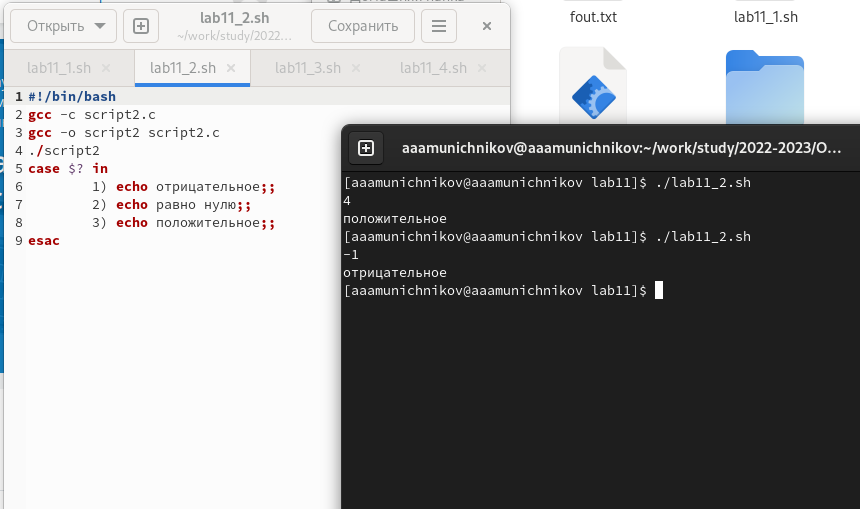 fout.txt
lab11_1.sh
Открыть
lab11_2.sh
~/work/study/2022...
Сохранить
lab11_1.sh
lab11_2.sh
lab11_3.sh
lab11_4.sh
1 #!/bin/bash
2 gcc -c script2.c
3 gcc -o script2 script2.c
4 ./script2
5 case $? in
6 1) echo отрицательное;;
7 2) echo равно нулю;;
8 3) echo положительное;;
9 esac
aaamunichnikov@aaamunichnikov:~/work/study/2022-2023/O...
[aaamunichnikov@aaamunichnikov lab11]$ ./lab11_2.sh
4
положительное
[aaamunichnikov@aaamunichnikov lab11]$ ./lab11_2.sh
-1
отрицательное
[aaamunichnikov@aaamunichnikov lab11]$